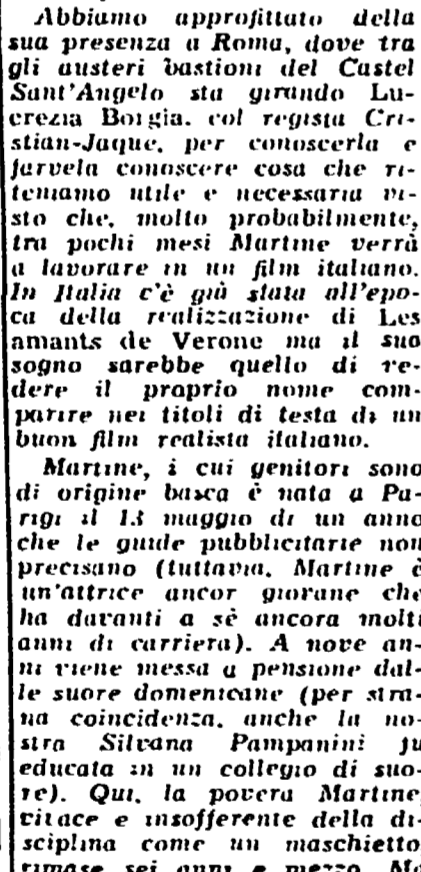 Abbiamo approfittato della
sua presenza a Roma, dove tra
gli austeri bastioni del Castel
Sant'Angelo sta girando Lu-
crezia Borgia. col regista Cri-
stian-Jaque, per conoscerla e
farvela conoscere cosa che ri-
teniamo utile e necessaria vi-
sto che, molto probabilmente,
tra pochi mesi Martine verrà
a lavorare in un film italiano.
In Italia c'è già stata all'epo-
ca della realizzazione di Les
amants de Verone ma il suo
sogno sarebbe quello di ve-
dere il proprio nome com-
parire nei titoli di testa di un
buon film realista italiano.
Martine, i cui genitori sono
di origine basca è nata a Pa-
rigi il 13 maggio di un anno
che le guide pubblicitarie non
precisano (tuttavia, Martine è
un'attrice ancor giovane che
ha davanti a sè ancora molti
anni di carriera). A nove an-
ni viene messa a pensione dal-
le suore domenicane (per stra-
na coincidenza, anche la no-
stra Silvana Pampanini fu
educata in un collegio di suo-
re). Qui, la povera Martine,
vivace e insofferente della di-
sciplina come un maschietto
rimase sei anni e mezzo. Ma